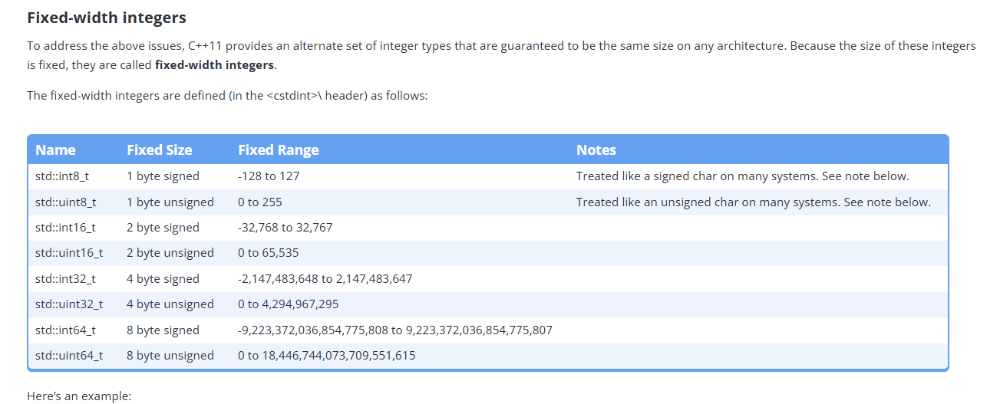 Fixed-width integers
To address the above issues, C++11 provides an alternate set of integer types that are guaranteed to be the same size on any architecture. Because the size of these integers
is fixed, they are called fixed-width integers.
The fixed-width integers are defined (in the <cstdint>\ header) as follows:
Name Fixed Size Fixed Range Notes
std::int8_t 1 byte signed -128 to 127 Treated like a signed char on many systems. See note below.
std::uint8_t 1 byte unsigned 0 to 255 Treated like an unsigned char on many systems. See note below.
std::int16_t 2 byte signed -32,768 to 32,767
std::uint16_t 2 byte unsigned 0 to 65,535
std::int32_t 4 byte signed -2,147,483,648 to 2,147,483,647
std::uint32_t 4 byte unsigned 0 to 4,294,967,295
std::int64_t 8 byte signed -9,223,372,036,854,775,808 to 9,223,372,036,854,775,807
std::uint64_t 8 byte unsigned 0 to 18,446,744,073,709,551,615
Here’s an example: